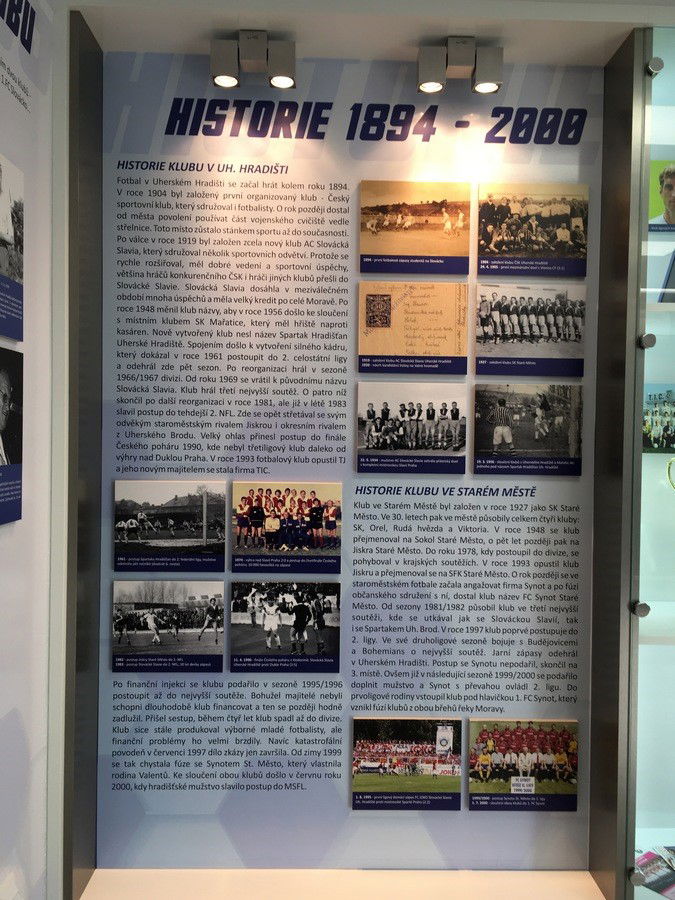 HISTORIE 1894 - 2000
HISTORIE KLUBU V UH. HRADIŠTI
Fotbal v Uherském Hradišti se začal hrát kolem roku 1894.
V roce 1904 byl založený první organizovaný klub - Český
sportovní klub, který sdružoval i fotbalisty. O rok později dostal
od města povolení používat část vojenského cvičiště vedle
střelnice. Toto místo zůstalo stánkem sportu až do současnosti.
Po válce v roce 1919 byl založen zcela nový klub AC Slovácká
Slavia, který sdružoval několik sportovních odvětví. Protože se
rychle rozšiřoval, měl dobré vedení a sportovní úspěchy,
většina hráčů konkurenčního ČSK i hráči jiných klubů přešli do
Slovácké Slavie. Slovácká Slavia dosáhla v meziválečném
období mnoha úspěchů a měla velký kredit po celé Moravě. Po
roce 1948 měnil klub názvy, aby v roce 1956 došlo ke sloučení
s místním klubem SK Mařatice, který měl hřiště naproti
kasáren. Nově vytvořený klub nesl název Spartak Hradišťan
Uherské Hradiště. Spojením došlo k vytvoření silného kádru,
který dokázal v roce 1961 postoupit do 2. celostátní ligy
a odehrál zde pět sezon. Po reorganizaci hrál v sezoně
1966/1967 divizi. Od roku 1969 se vrátil k původnímu názvu
Slovácká Slavia. Klub hrál třetí nejvyšší soutěž. O patro níž
skončil po další reorganizaci v roce 1981, ale již v létě 1983
slavil postup do tehdejší 2. NFL. Zde se opět střetával se svým
odvěkým staroměstským rivalem Jiskrou i okresním rivalem
z Uherského Brodu. Velký ohlas přinesl postup do finále
Českého poháru 1990, kdy nebyl třetiligový klub daleko od
výhry nad Duklou Praha. V roce 1993 fotbalový klub opustil TJ
a jeho novým majitelem se stala firma TIC.
Po finanční injekci se klubu podařilo v sezoně 1995/1996
postoupit až do nejvyšší soutěže. Bohužel majitelé nebyli
schopni dlouhodobě klub financovat a ten se později hodně
zadlužil. Přišel sestup, během čtyř let klub spadl až do divize.
Klub sice stále produkoval výborné mladé fotbalisty, ale
finanční problémy ho velmi brzdily. Navíc katastrofální
povodeň v červenci 1997 dílo zkázy jen završila. Od zimy 1999
se tak chystala fúze se Synotem St. Město, který vlastnila
rodina Valentů. Ke sloučení obou klubů došlo v červnu roku
2000, kdy hradišťské mužstvo slavilo postup do MSFL.
HISTORIE KLUBU VE STARÉM MĚSTĚ
Klub ve Starém Městě byl založen v roce 1927 jako SK Staré
Město. Ve 30. letech pak ve městě působily celkem čtyři kluby:
SK, Orel, Rudá hvězda a Viktoria. V roce 1948 se klub
přejmenoval na Sokol Staré Město, o pět let později pak na
Jiskra Staré Město. Do roku 1978, kdy postoupil do divize, se
pohyboval v krajských soutěžích. V roce 1993 opustil klub
Jiskru a přejmenoval se na SFK Staré Město. O rok později se ve
staroměstském fotbale začala angažovat firma Synot a po fúzi
občanského sdružení s ní, dostal klub název FC Synot Staré
Město. Od sezony 1981/1982 působil klub ve třetí nejvyšší
soutěži, kde se utkával jak se Slováckou Slavií, tak
i se Spartakem Uh. Brod. V roce 1997 klub poprvé postupuje do
2. ligy. Ve své druholigové sezoně bojuje s Budějovicemi
a Bohemians o nejvyšší soutěž. Jarní zápasy odehrál
v Uherském Hradišti. Postup se Synotu nepodařil, skončil na
3. místě. Ovšem již v následující sezoně 1999/2000 se podařilo
doplnit mužstvo a Synot s převahou ovládl 2. ligu. Do
prvoligové rodiny vstoupil klub pod hlavičkou 1. FC Synot, který
vznikl fúzí klubů z obou břehů řeky Moravy.